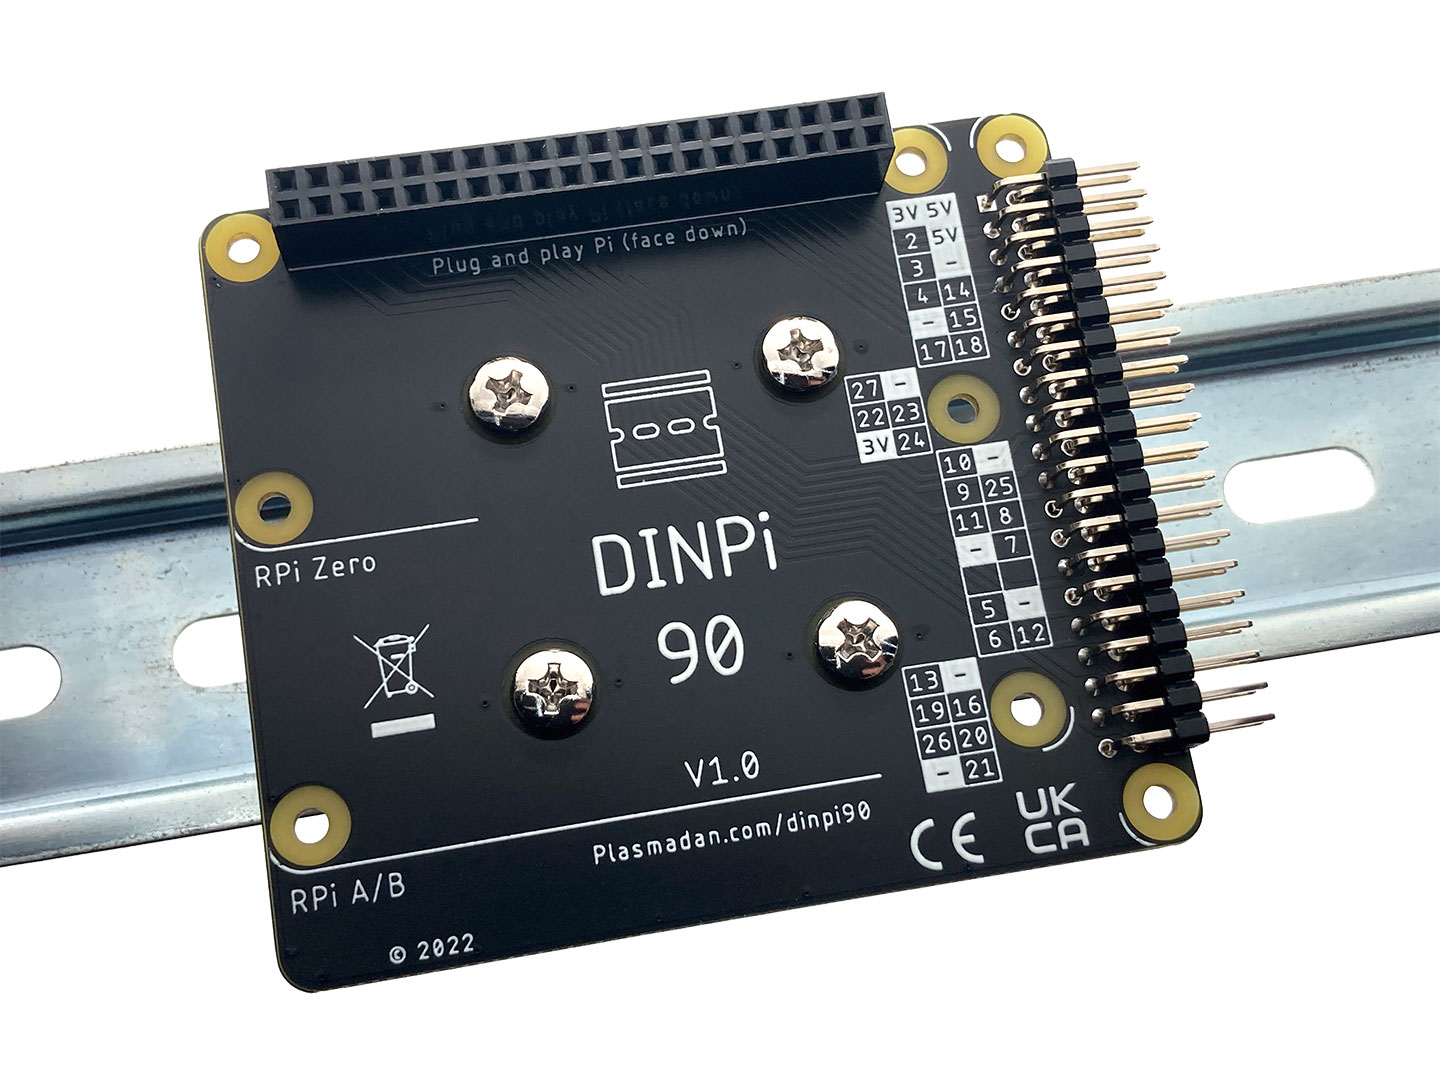 Plug and play Pi (face down)
3V 5V
2 5V
3 -
4 14
- 15
17 18
27 -
22 23
3V 24
10 -
9 25
11 8
- 7
5 -
6 12
13 -
19 16
26 20
- 21
RPi Zero
DINPi
90
V1.0
Plasmadan.com/dinpi90
CE
UK
CA
RPi A/B
© 2022